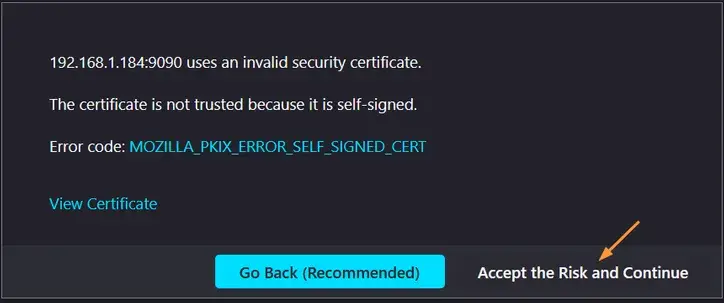 192.168.1.184:9090 uses an invalid security certificate.
The certificate is not trusted because it is self-signed.
Error code: MOZILLA_PKIX_ERROR_SELF_SIGNED_CERT
View Certificate
Go Back (Recommended) Accept the Risk and Continue